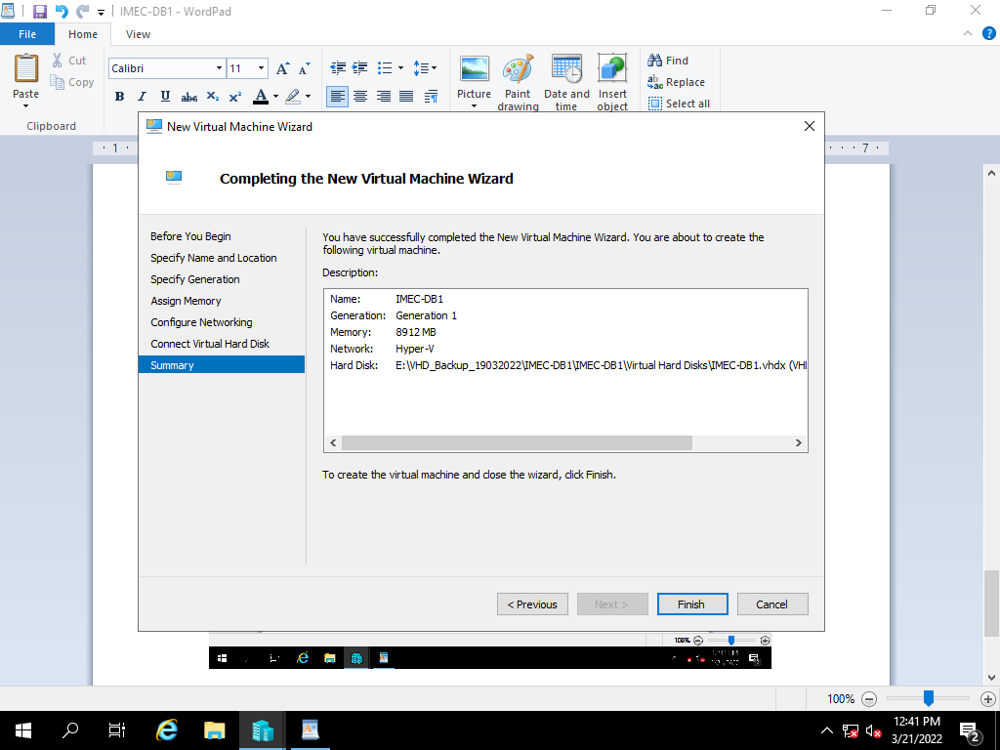 IMEC-DB1 - WordPad
File Home View
Paste
Cut
Copy
Clipboard
Calibri 11
B I U abc X₂ X²
Picture
Paint drawing
Date and time
Insert object
Find
Replace
Select all
1 7
New Virtual Machine Wizard
Completing the New Virtual Machine Wizard
Before You Begin
Specify Name and Location
Specify Generation
Assign Memory
Configure Networking
Connect Virtual Hard Disk
Summary
You have successfully completed the New Virtual Machine Wizard. You are about to create the
following virtual machine.
Description:
Name: IMEC-DB1
Generation: Generation 1
Memory: 8912 MB
Network: Hyper-V
Hard Disk: E:\VHD_Backup_19032022\IMEC-DB1\IMEC-DB1\Virtual Hard Disks\IMEC-DB1.vhdx (VHI
To create the virtual machine and close the wizard, click Finish.
< Previous Next > Finish Cancel
100%
100%
12:41 PM
3/21/2022
2